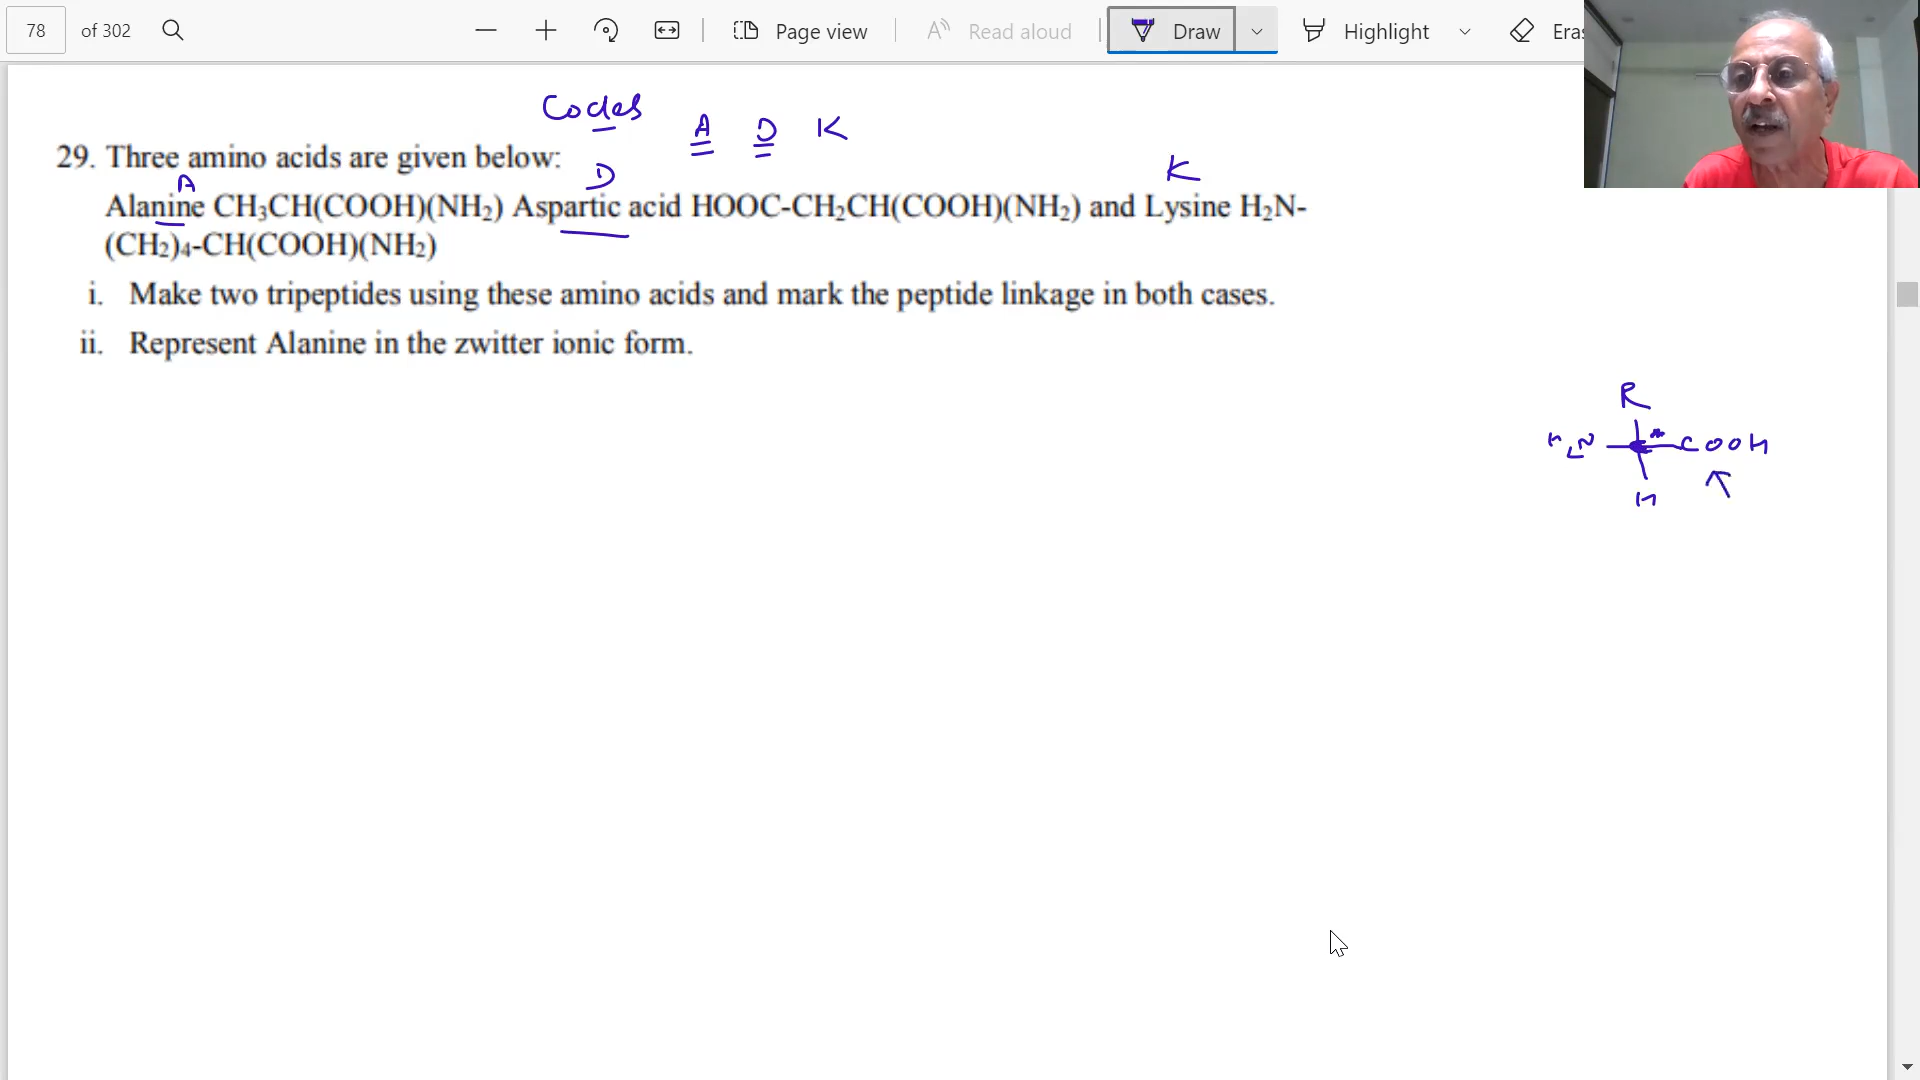 78 of 302 Page view Read aloud Draw Highlight Eras
Codes
A D K
29. Three amino acids are given below:
A D K
Alanine CH₃CH(COOH)(NH₂) Aspartic acid HOOC-CH₂CH(COOH)(NH₂) and Lysine H₂N-
(CH₂)₄-CH(COOH)(NH₂)
i. Make two tripeptides using these amino acids and mark the peptide linkage in both cases.
ii. Represent Alanine in the zwitter ionic form.
R
H₂N * COOH
H